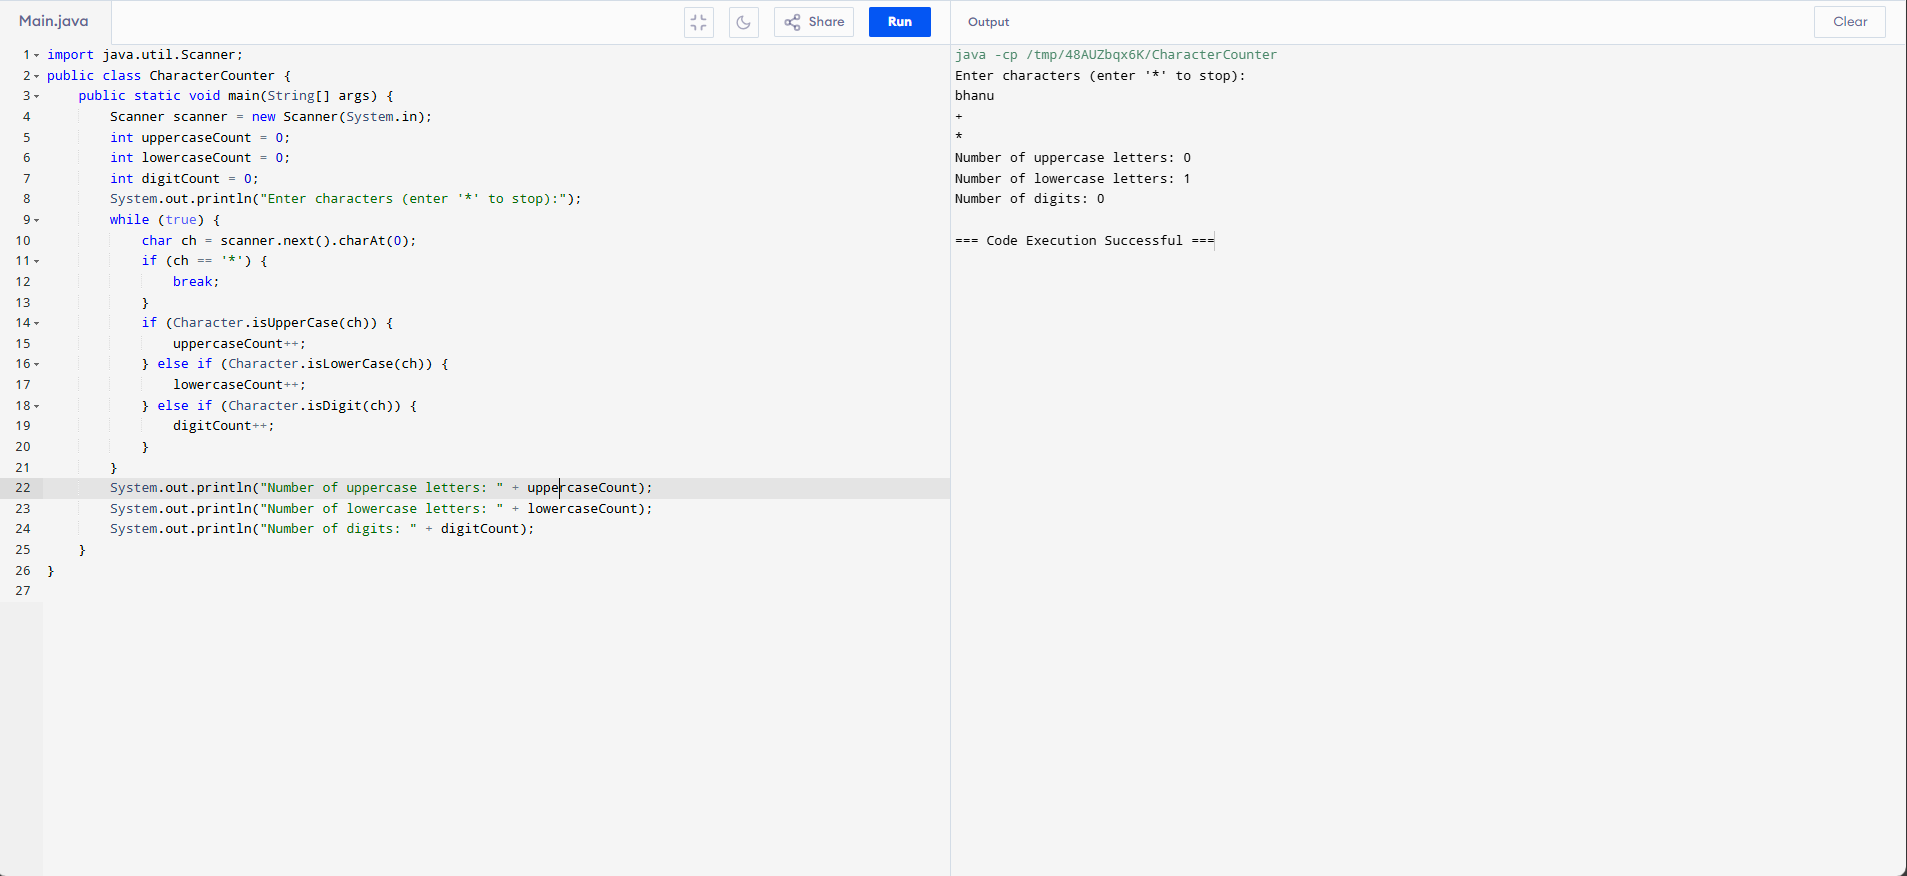 Main.java
Share
Run
Output
Clear
1 import java.util.Scanner;
2 public class CharacterCounter {
3     public static void main(String[] args) {
4         Scanner scanner = new Scanner(System.in);
5         int uppercaseCount = 0;
6         int lowercaseCount = 0;
7         int digitCount = 0;
8         System.out.println("Enter characters (enter '*' to stop):");
9         while (true) {
10             char ch = scanner.next().charAt(0);
11             if (ch == '*') {
12                 break;
13             }
14             if (Character.isUpperCase(ch)) {
15                 uppercaseCount++;
16             } else if (Character.isLowerCase(ch)) {
17                 lowercaseCount++;
18             } else if (Character.isDigit(ch)) {
19                 digitCount++;
20             }
21         }
22         System.out.println("Number of uppercase letters: " + uppercaseCount);
23         System.out.println("Number of lowercase letters: " + lowercaseCount);
24         System.out.println("Number of digits: " + digitCount);
25     }
26 }
27
java -cp /tmp/48AUZbqx6K/CharacterCounter
Enter characters (enter '*' to stop):
bhanu
+
*
Number of uppercase letters: 0
Number of lowercase letters: 1
Number of digits: 0
=== Code Execution Successful ===